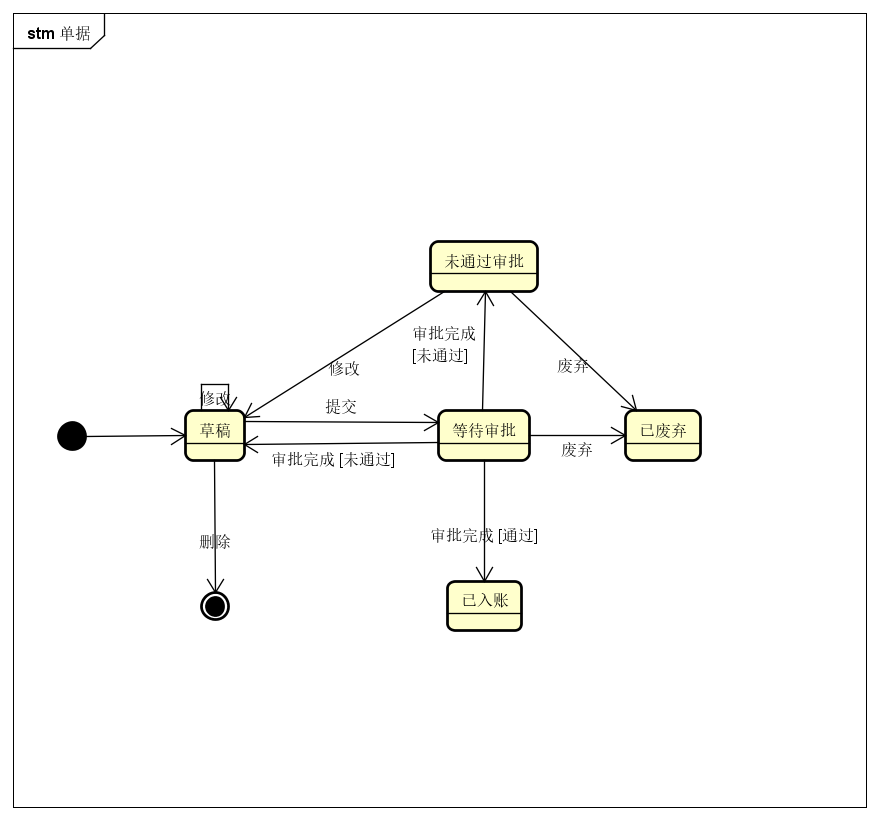 stm 单据
未通过审批
审批完成
[未通过]
修改
废弃
修改
提交
草稿
等待审批
已废弃
审批完成 [未通过]
废弃
删除
审批完成 [通过]
已入账